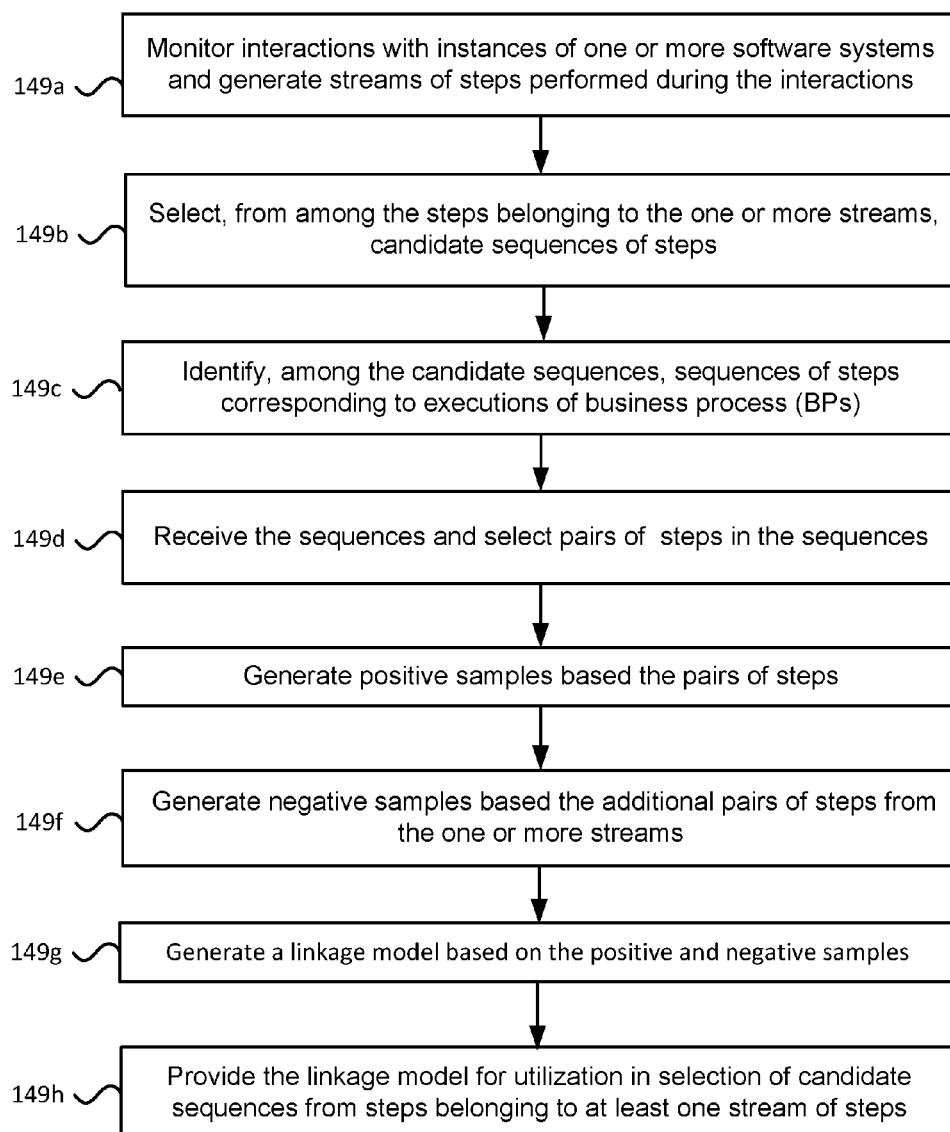 149a
Monitor interactions with instances of one or more software systems
and generate streams of steps performed during the interactions
149b
Select, from among the steps belonging to the one or more streams,
candidate sequences of steps
149c
Identify, among the candidate sequences, sequences of steps
corresponding to executions of business process (BPs)
149d
Receive the sequences and select pairs of steps in the sequences
149e
Generate positive samples based the pairs of steps
149f
Generate negative samples based the additional pairs of steps from
the one or more streams
149g
Generate a linkage model based on the positive and negative samples
149h
Provide the linkage model for utilization in selection of candidate
sequences from steps belonging to at least one stream of steps